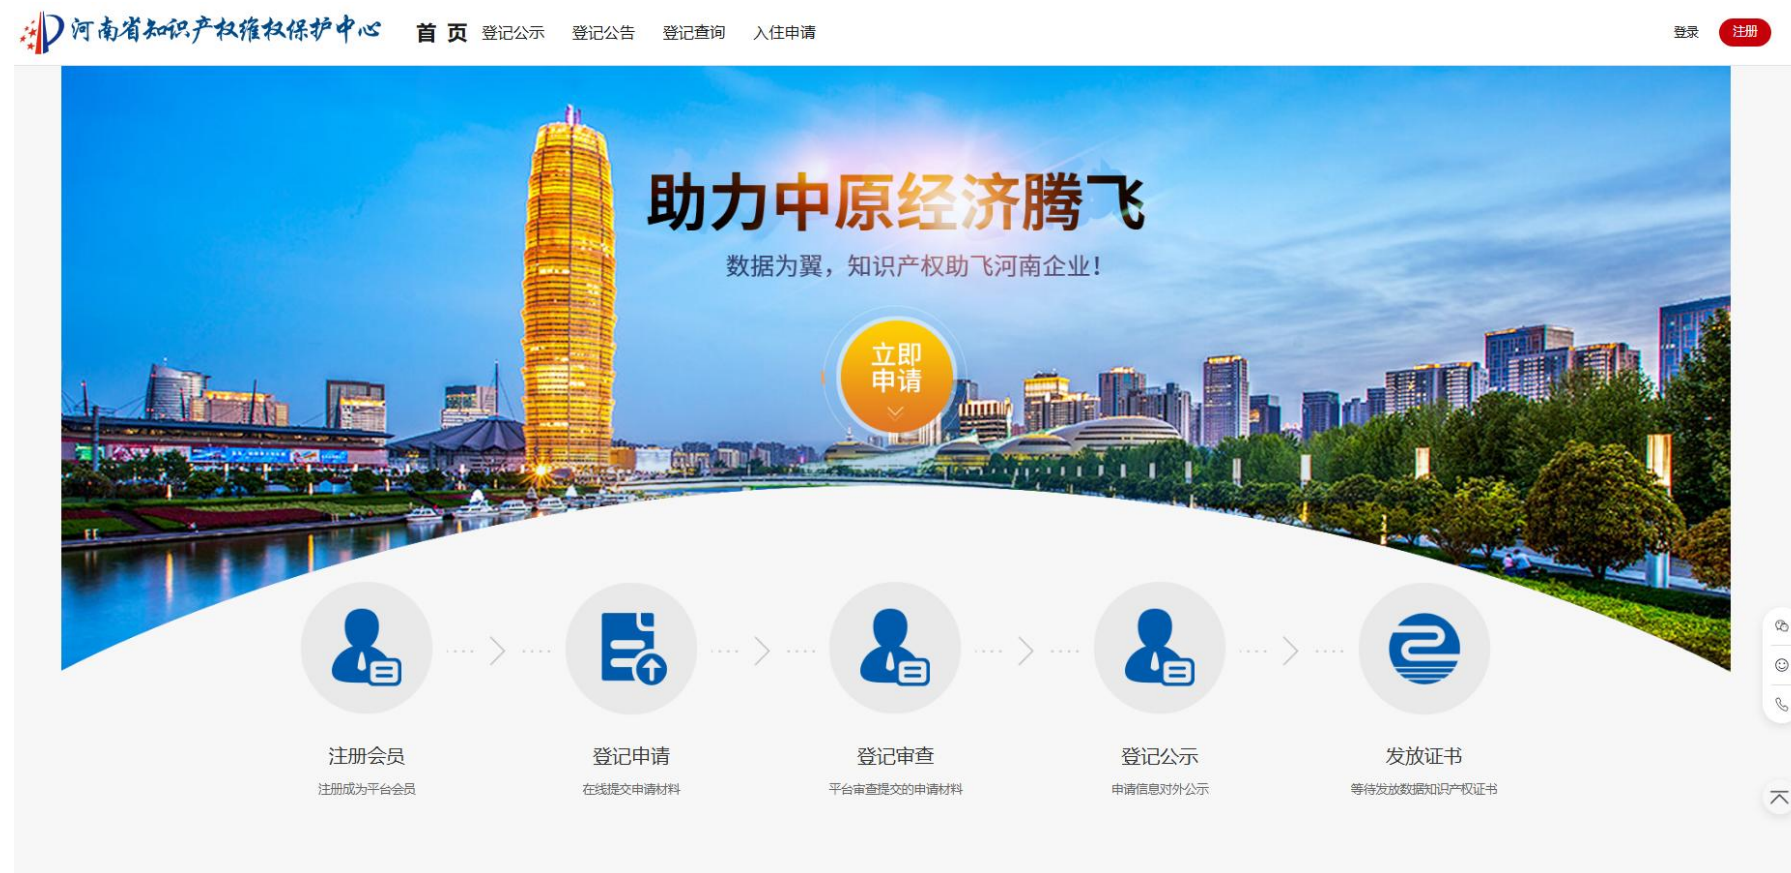 河南省知识产权维权保护中心
首 页 登记公示 登记公告 登记查询 入住申请
登录 注册
助力中原经济腾飞
数据为翼，知识产权助飞河南企业！
立即
申请
注册会员 登记申请 登记审查 登记公示 发放证书
注册成为平台会员 在线提交申请材料 平台审查提交的申请材料 申请信息对外公示 等待发放数据知识产权证书